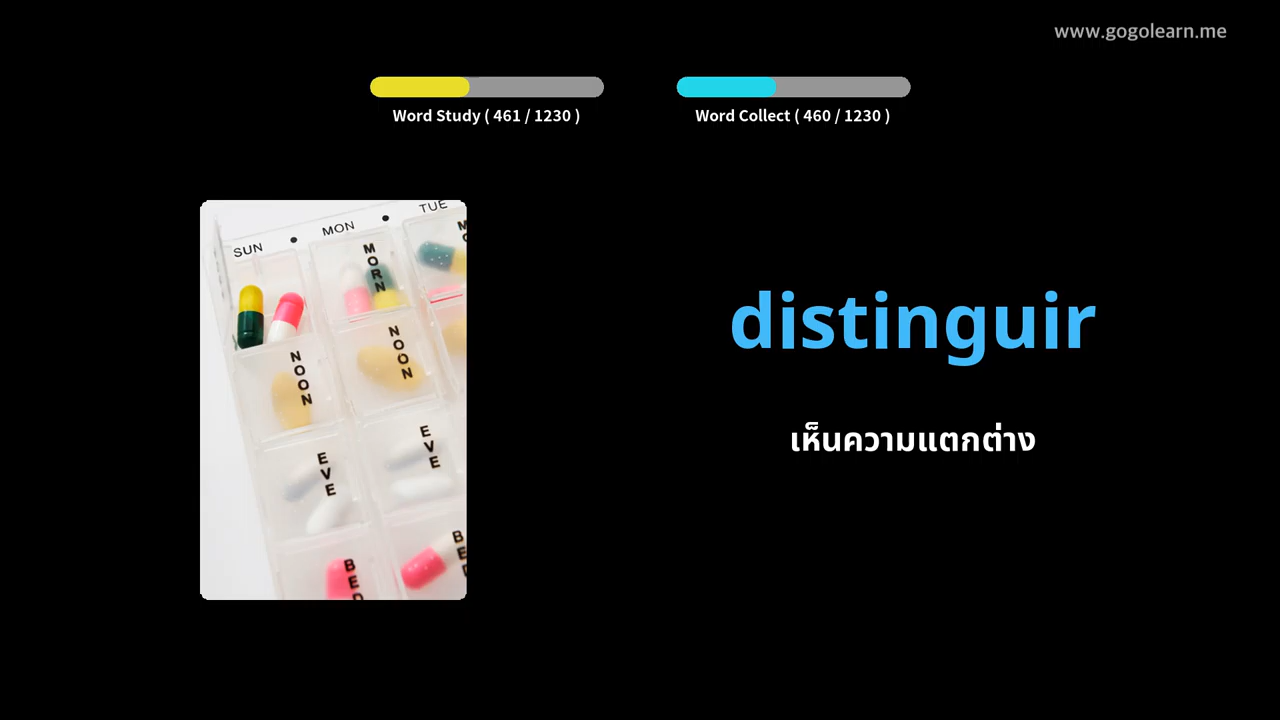 www.gogolearn.me
Word Study ( 461 / 1230 )
Word Collect ( 460 / 1230 )
SUN • MON • TUE
MORN
NOON
NOON
EVE
EVE
BED
distinguir
เห็นความแตกต่าง